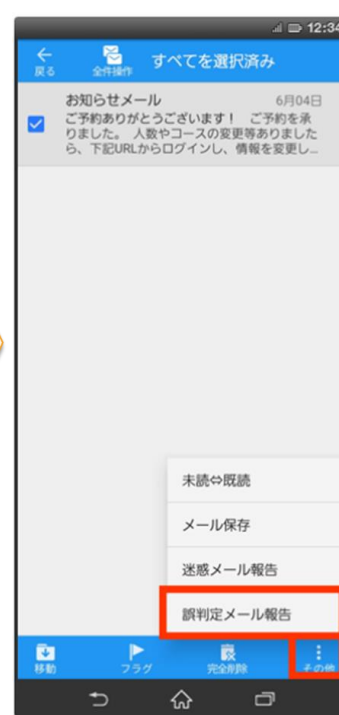 12:34
戻る
全件操作
すべてを選択済み
お知らせメール 6月04日
ご予約ありがとうございます！ ご予約を承
りました。 人数やコースの変更等ありました
ら、下記URLからログインし、情報を変更し...
未読⇔既読
メール保存
迷惑メール報告
誤判定メール報告
移動
フラグ
完全削除
その他